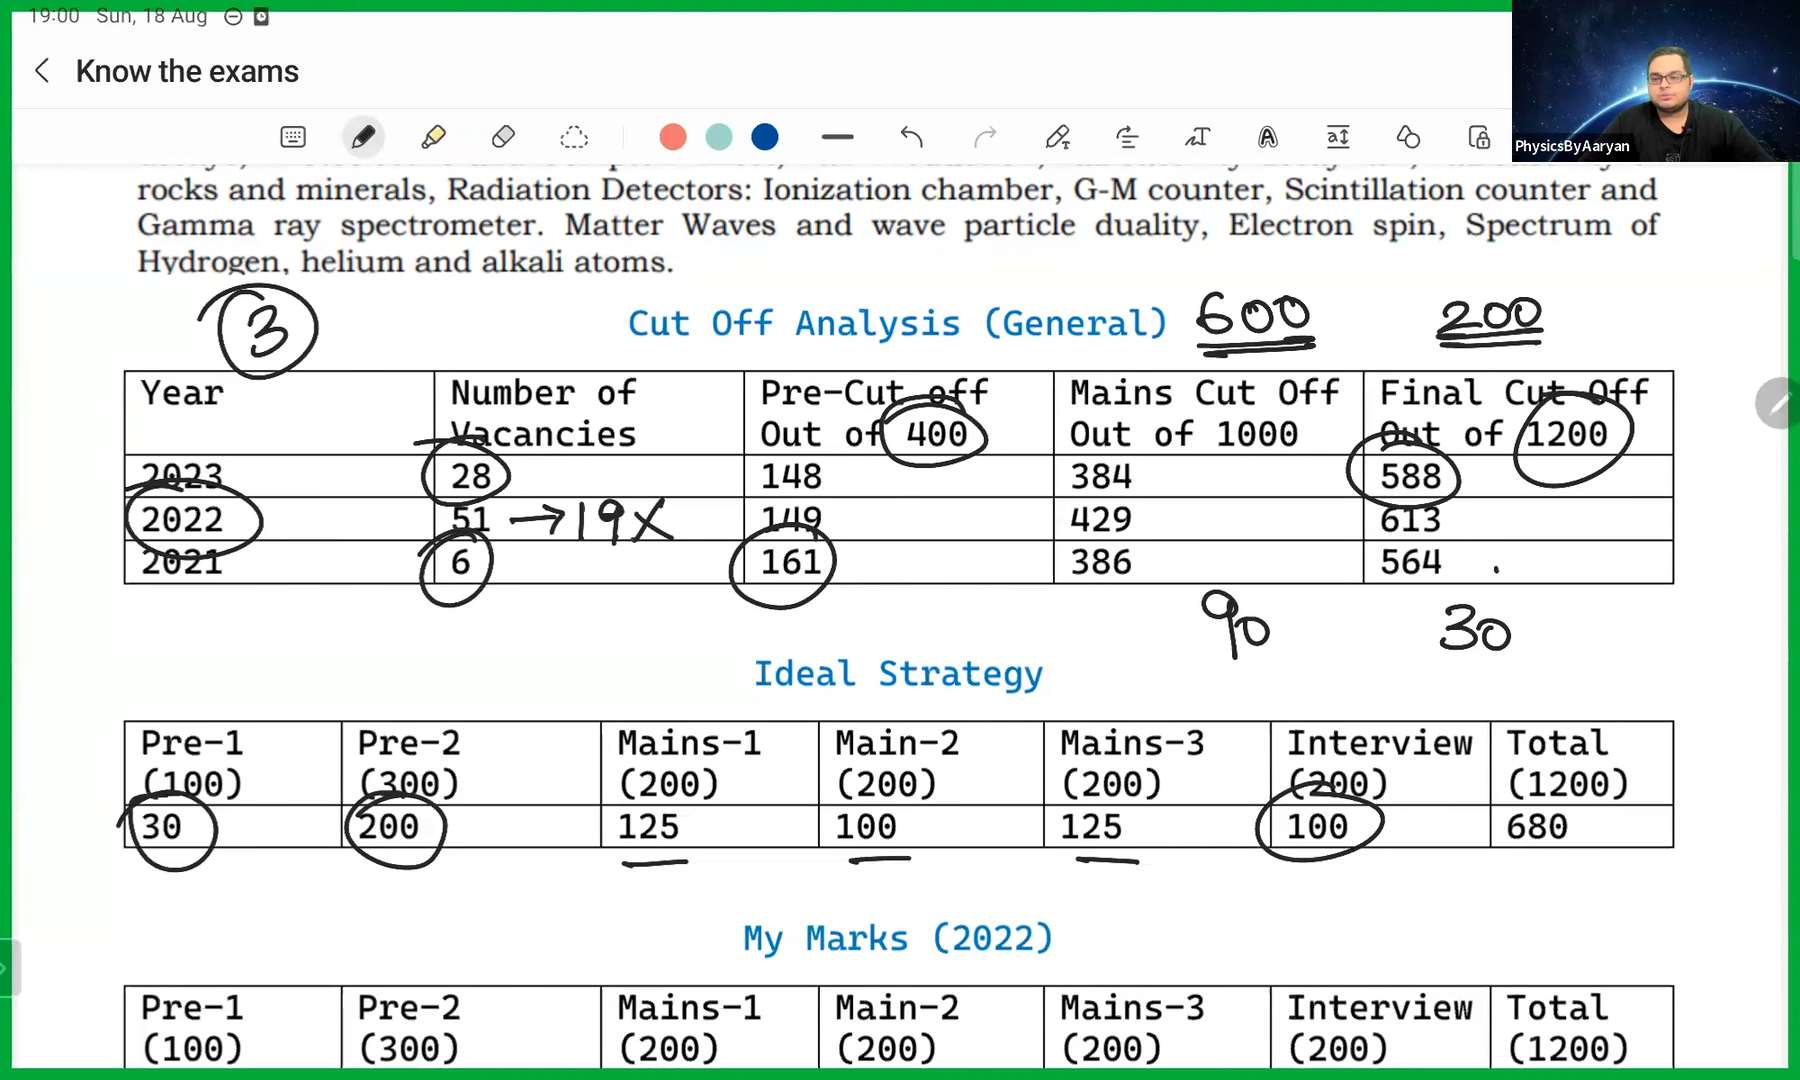 19:00 Sun, 18 Aug
Know the exams
PhysicsByAaryan
rocks and minerals, Radiation Detectors: Ionization chamber, G-M counter, Scintillation counter and
Gamma ray spectrometer. Matter Waves and wave particle duality, Electron spin, Spectrum of
Hydrogen, helium and alkali atoms.
3
Cut Off Analysis (General) 600 200
Year Number of Vacancies Pre-Cut off Out of 400 Mains Cut Off Out of 1000 Final Cut Off Out of 1200
2023 28 148 384 588
2022 51 → 19X 149 429 613
2021 6 161 386 564
90 30
Ideal Strategy
Pre-1 (100) Pre-2 (300) Mains-1 (200) Main-2 (200) Mains-3 (200) Interview (200) Total (1200)
30 200 125 100 125 100 680
My Marks (2022)
Pre-1 (100) Pre-2 (300) Mains-1 (200) Main-2 (200) Mains-3 (200) Interview (200) Total (1200)